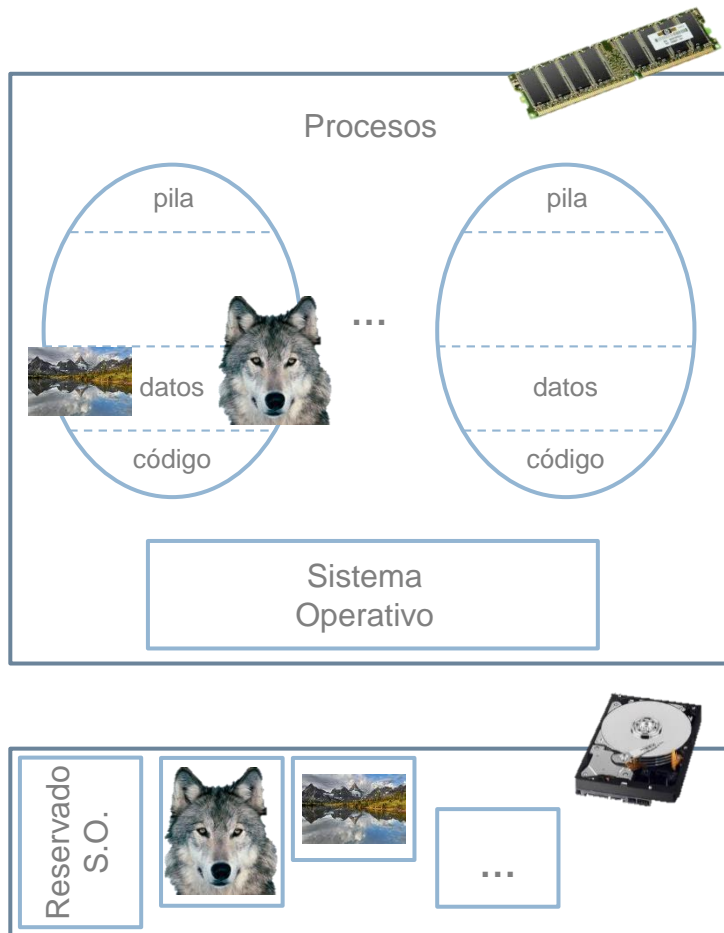 Procesos
pila
pila
...
datos
datos
código
código
Sistema
Operativo
Reservado
S.O.
...